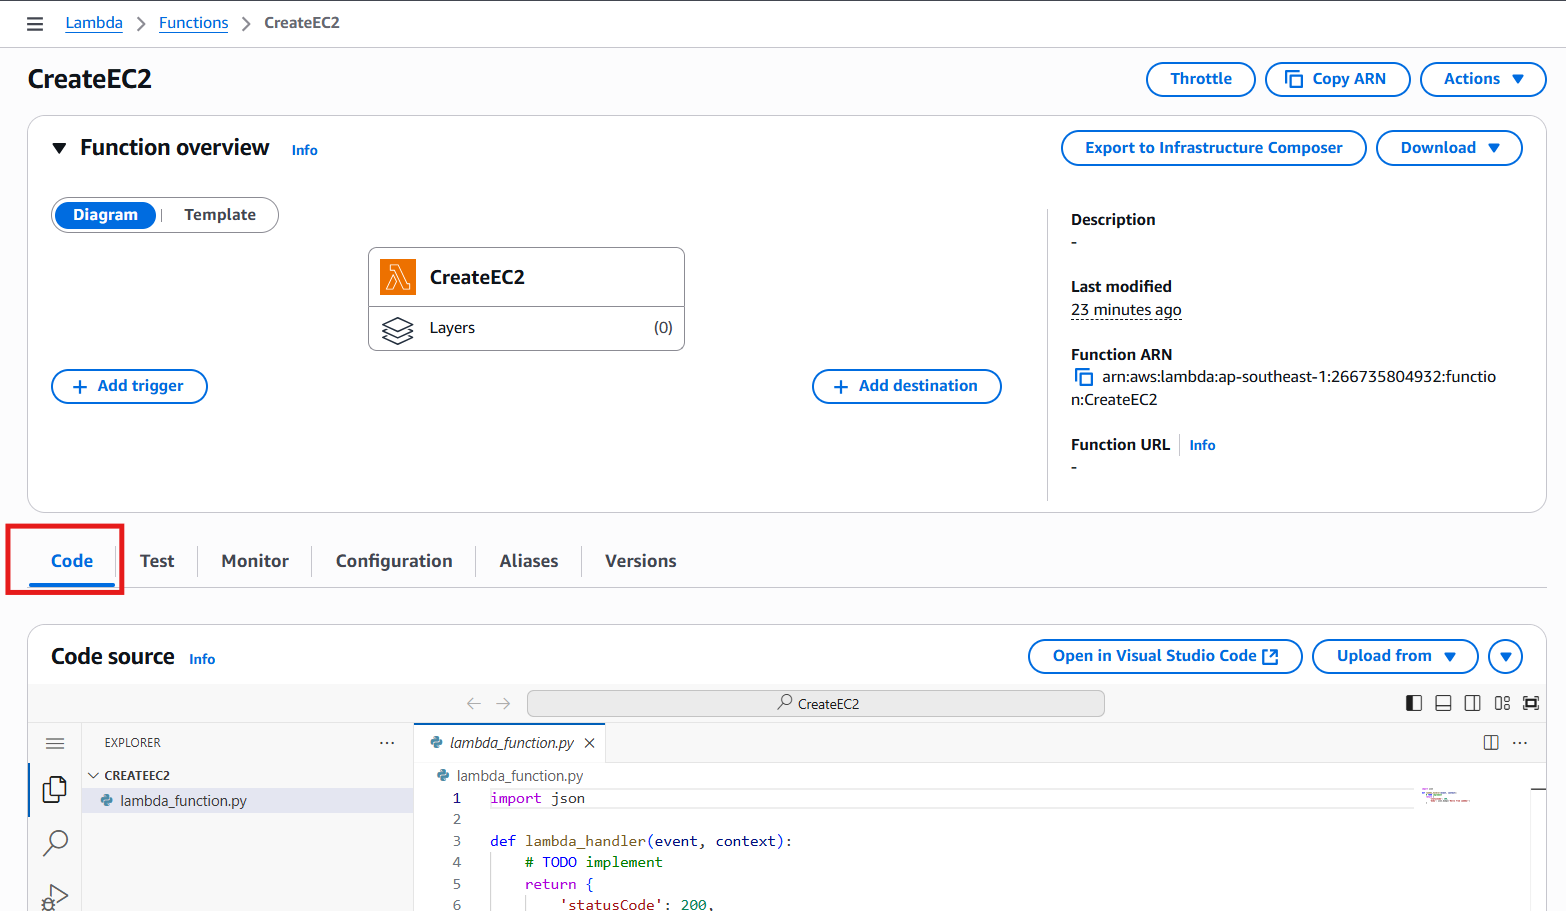 Lambda > Functions > CreateEC2
CreateEC2
Throttle Copy ARN Actions
Function overview Info
Export to Infrastructure Composer Download
Diagram | Template
CreateEC2
Layers (0)
+ Add trigger
+ Add destination
Description
-
Last modified
23 minutes ago
Function ARN
arn:aws:lambda:ap-southeast-1:266735804932:functio
n:CreateEC2
Function URL Info
-
Code Test Monitor Configuration Aliases Versions
Code source Info
Open in Visual Studio Code Upload from
CreateEC2
EXPLORER ...
CREATEEC2
lambda_function.py
lambda_function.py ×
...
lambda_function.py
1 import json
2
3 def lambda_handler(event, context):
4 # TODO implement
5 return {
6 'statusCode': 200,